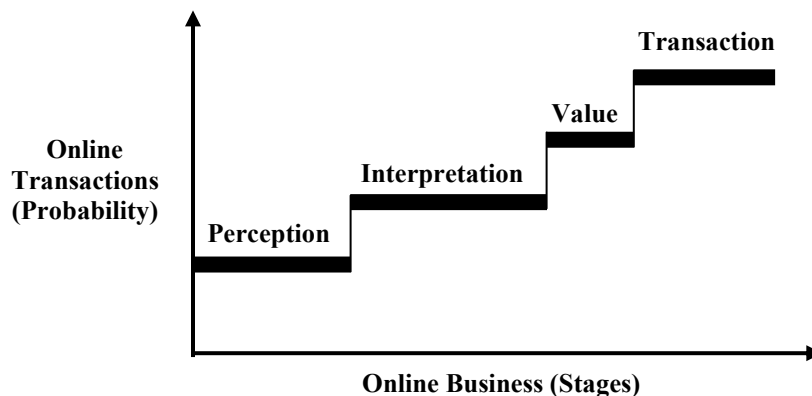 Transaction
Value
Interpretation
Perception
Online
Transactions
(Probability)
Online Business (Stages)